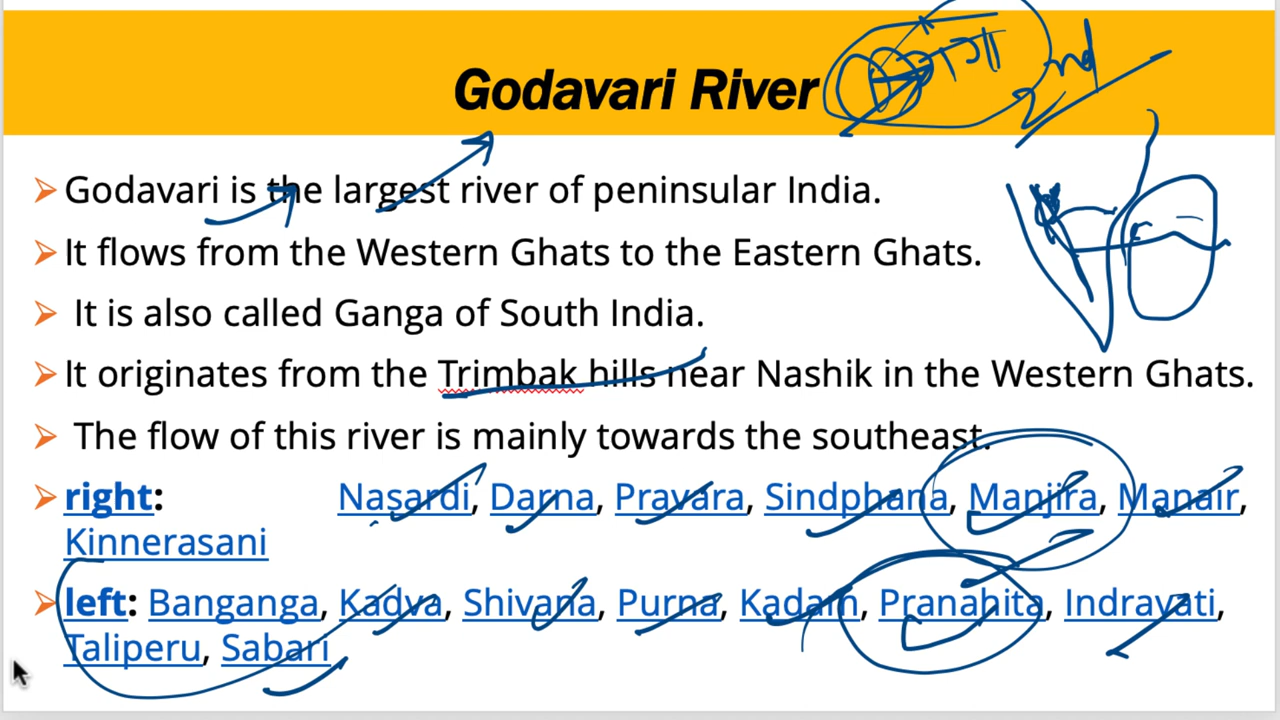 Godavari River
2nd
Godavari is the largest river of peninsular India.
It flows from the Western Ghats to the Eastern Ghats.
It is also called Ganga of South India.
It originates from the Trimbak hills near Nashik in the Western Ghats.
The flow of this river is mainly towards the southeast.
right: Nasardi, Darna, Pravara, Sindphana, Manjira, Manair,
Kinnerasani
left: Banganga, Kadva, Shivana, Purna, Kadam, Pranahita, Indravati,
Taliperu, Sabari